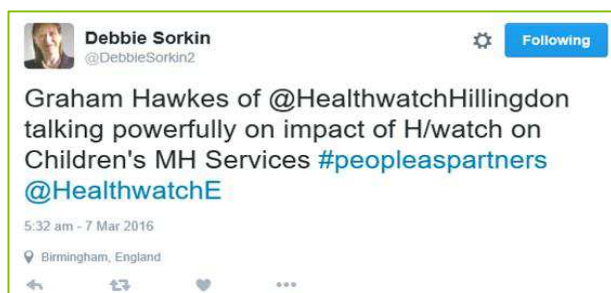 Debbie Sorkin
@DebbieSorkin2
Following
Graham Hawkes of @HealthwatchHillingdon
talking powerfully on impact of H/watch on
Children's MH Services #peopleaspartners
@HealthwatchE
5:32 am - 7 Mar 2016
Birmingham, England